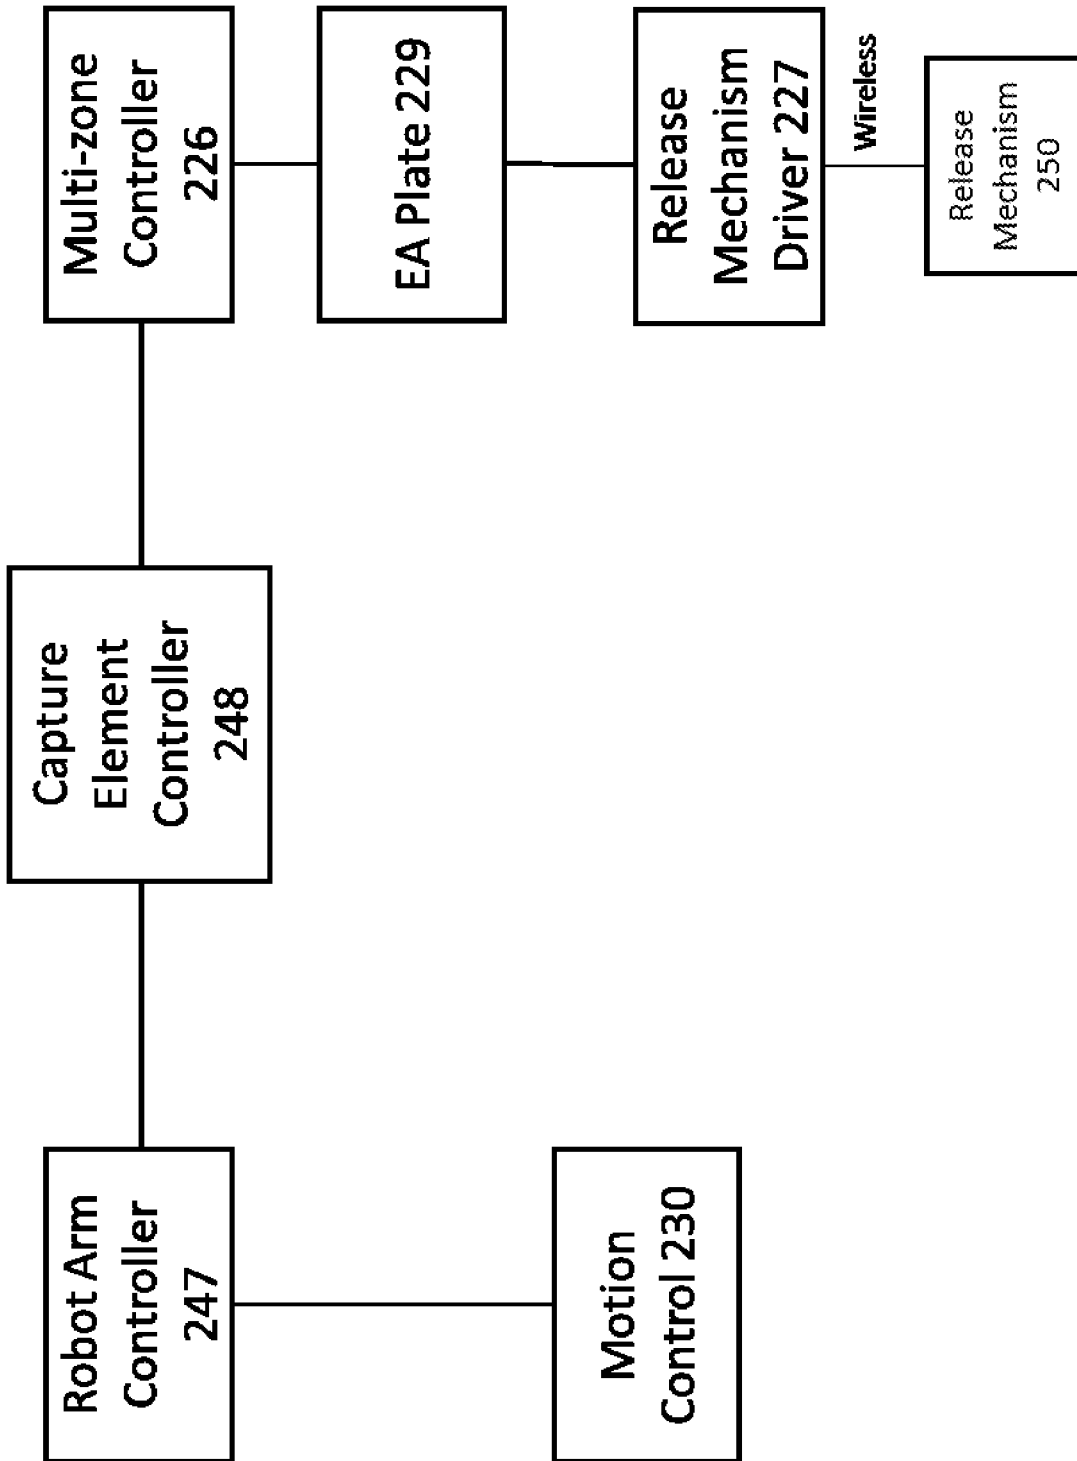 Robot Arm
Controller
247
Capture
Element
Controller
248
Multi-zone
Controller
226
EA Plate 229
Motion
Control 230
Release
Mechanism
Driver 227
Wireless
Release
Mechanism
250